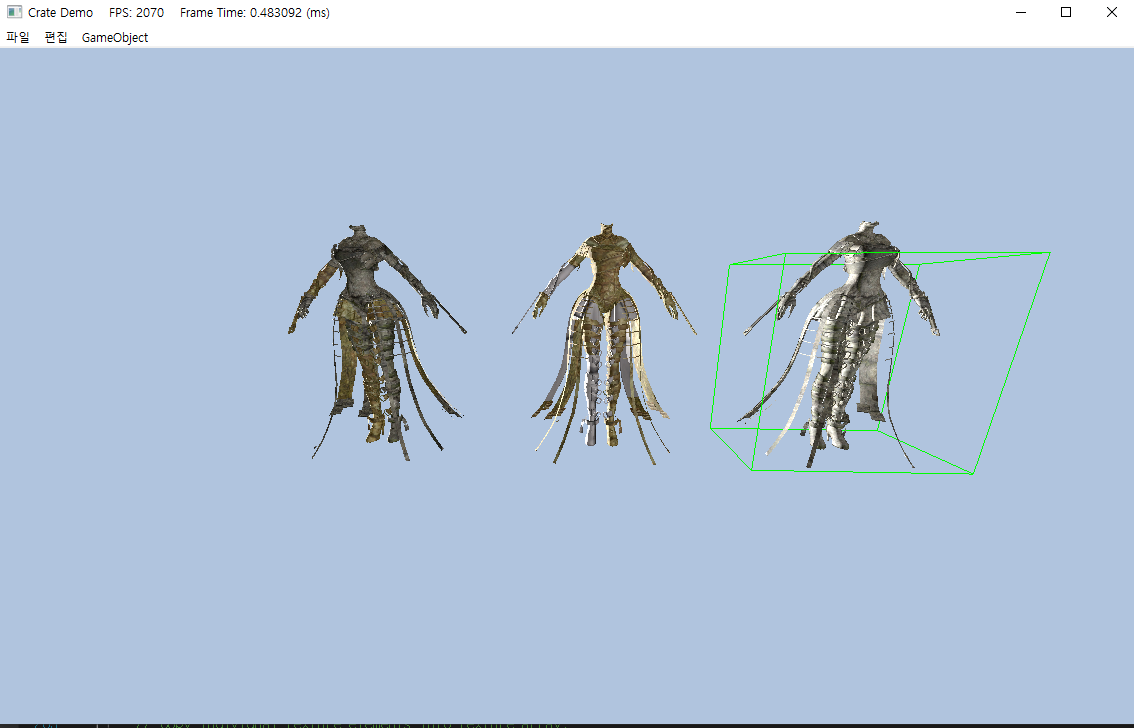 Crate Demo FPS: 2070 Frame Time: 0.483092 (ms)
파일 편집 GameObject